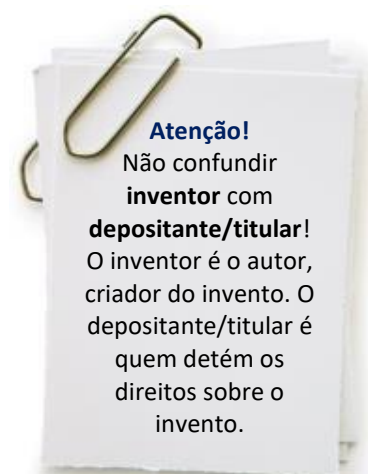 Atenção!
Não confundir
inventor com
depositante/titular!
O inventor é o autor,
criador do invento. O
depositante/titular é
quem detém os
direitos sobre o
invento.